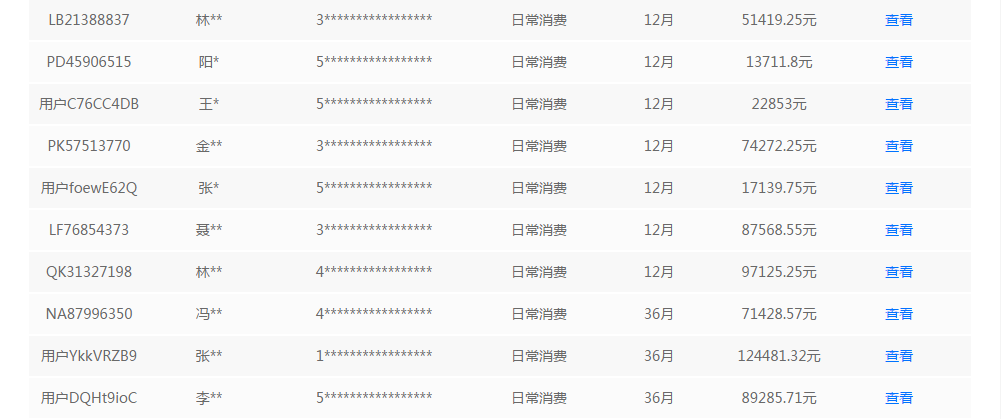 LB21388837 林** 3***************** 日常消费 12月 51419.25元 查看
PD45906515 阳* 5***************** 日常消费 12月 13711.8元 查看
用户C76CC4DB 王* 5***************** 日常消费 12月 22853元 查看
PK57513770 金** 3***************** 日常消费 12月 74272.25元 查看
用户foewE62Q 张* 5***************** 日常消费 12月 17139.75元 查看
LF76854373 聂** 3***************** 日常消费 12月 87568.55元 查看
QK31327198 林** 4***************** 日常消费 12月 97125.25元 查看
NA87996350 冯** 4***************** 日常消费 36月 71428.57元 查看
用户YkkVRZB9 张** 1***************** 日常消费 36月 124481.32元 查看
用户DQHt9ioC 李** 5***************** 日常消费 36月 89285.71元 查看